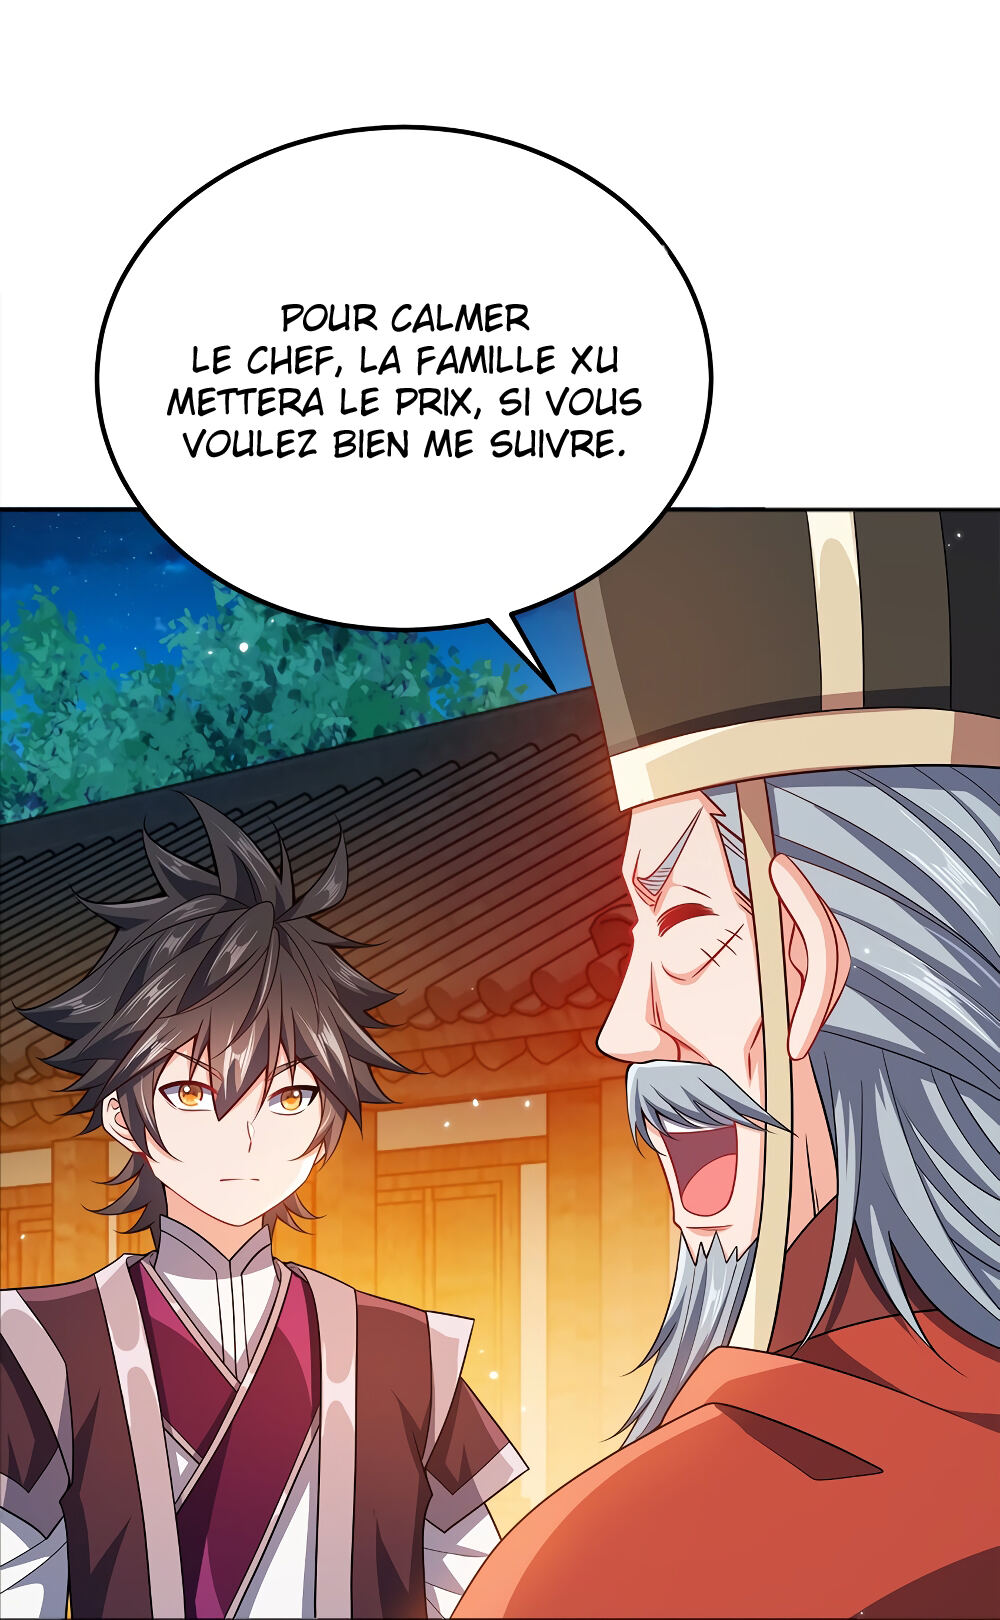 POUR CALMER
LE CHEF, LA FAMILLE XU
METTERA LE PRIX, SI VOUS
VOULEZ BIEN ME SUIVRE.